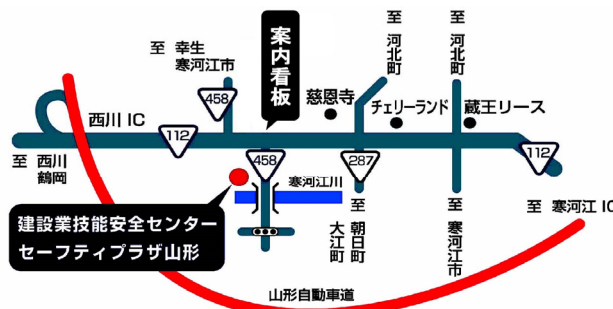 至 幸生
寒河江市
458
案内看板
慈恩寺
至 河北町
チェリーランド
至 河北町
蔵王リース
西川 IC
112
至 西川
鶴岡
458
287
112
寒河江川
建設業技能安全センター
セーフティプラザ山形
至 朝日町
大江町
至 寒河江市
至 寒河江 IC
山形自動車道